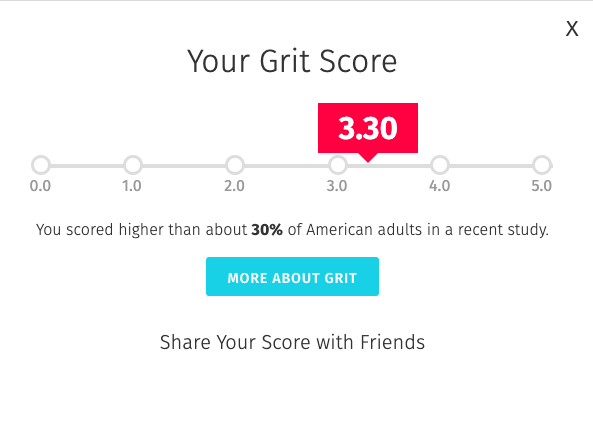 X
Your Grit Score
3.30
0.0 1.0 2.0 3.0 4.0 5.0
You scored higher than about 30% of American adults in a recent study.
MORE ABOUT GRIT
Share Your Score with Friends